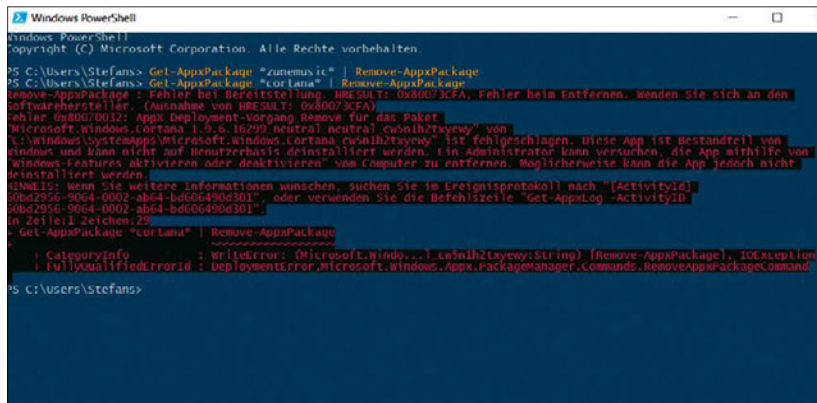 Windows PowerShell
Windows PowerShell
Copyright (C) Microsoft Corporation. Alle Rechte vorbehalten.
PS C:\Users\Stefans> Get-AppxPackage *zunemusic* | Remove-AppxPackage
PS C:\Users\Stefans> Get-AppxPackage *cortana* | Remove-AppxPackage
Remove-AppxPackage : Fehler bei Bereitstellung. HRESULT: 0x80073CFA, Fehler beim Entfernen. Wenden Sie sich an den
Softwarehersteller. (Ausnahme von HRESULT: 0x80073CFA)
Fehler 0x80070032: AppX Deployment-Vorgang Remove für das Paket
"Microsoft.Windows.Cortana_1.9.6.16299_neutral_neutral_cw5n1h2txyewy" von
"C:\Windows\SystemApps\Microsoft.Windows.Cortana_cw5n1h2txyewy" ist fehlgeschlagen. Diese App ist Bestandteil von
Windows und kann nicht auf Benutzerbasis deinstalliert werden. Ein Administrator kann versuchen, die App mithilfe von
"Windows-Features aktivieren oder deaktivieren" vom Computer zu entfernen. Möglicherweise kann die App jedoch nicht
deinstalliert werden.
HINWEIS: Wenn Sie weitere Informationen wünschen, suchen Sie im Ereignisprotokoll nach "[ActivityId]
60bd2956-9064-0002-ab64-bd606490d301", oder verwenden Sie die Befehlszeile "Get-AppxLog -ActivityID
60bd2956-9064-0002-ab64-bd606490d301".
In Zeile:1 Zeichen:29
+ Get-AppxPackage *cortana* | Remove-AppxPackage
+ ~~~~~~~~~~~~~~~~~~
+ CategoryInfo : WriteError: (Microsoft.Windo...l_cw5n1h2txyewy:String) [Remove-AppxPackage], IOException
+ FullyQualifiedErrorId : DeploymentError,Microsoft.Windows.Appx.PackageManager.Commands.RemoveAppxPackageCommand
PS C:\Users\Stefans>